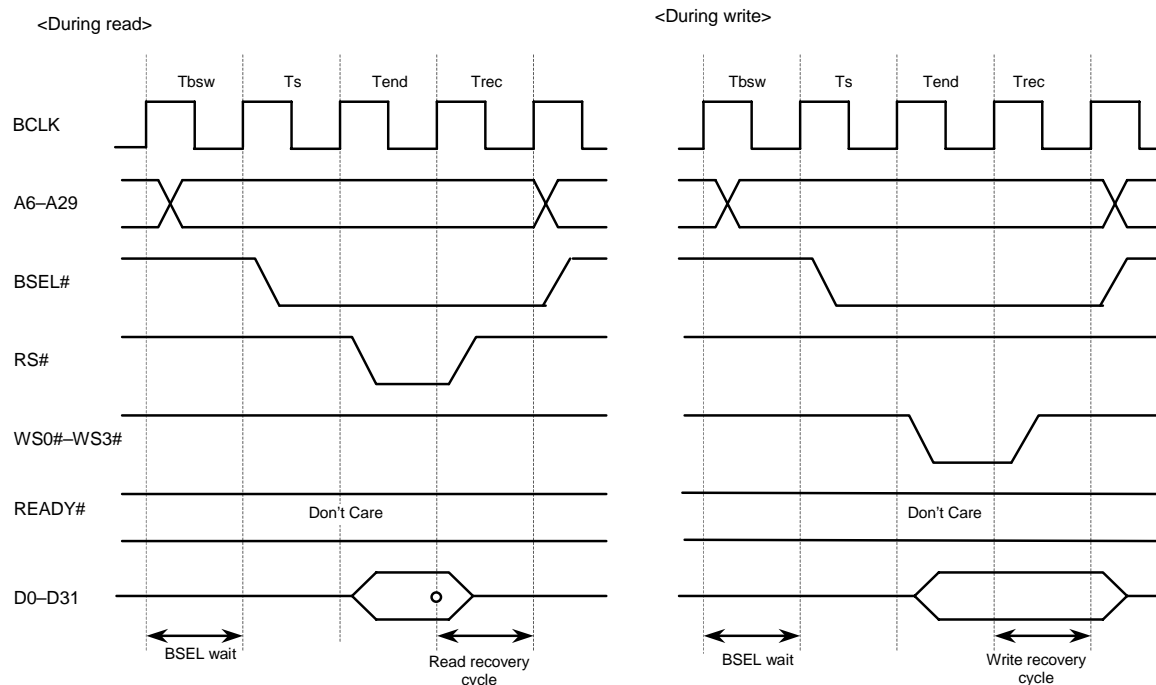 <During read>
<During write>
Tbsw Ts Tend Trec
Tbsw Ts Tend Trec
BCLK
A6–A29
BSEL#
RS#
WS0#–WS3#
READY#
Don't Care
Don't Care
D0–D31
BSEL wait
Read recovery
cycle
BSEL wait
Write recovery
cycle